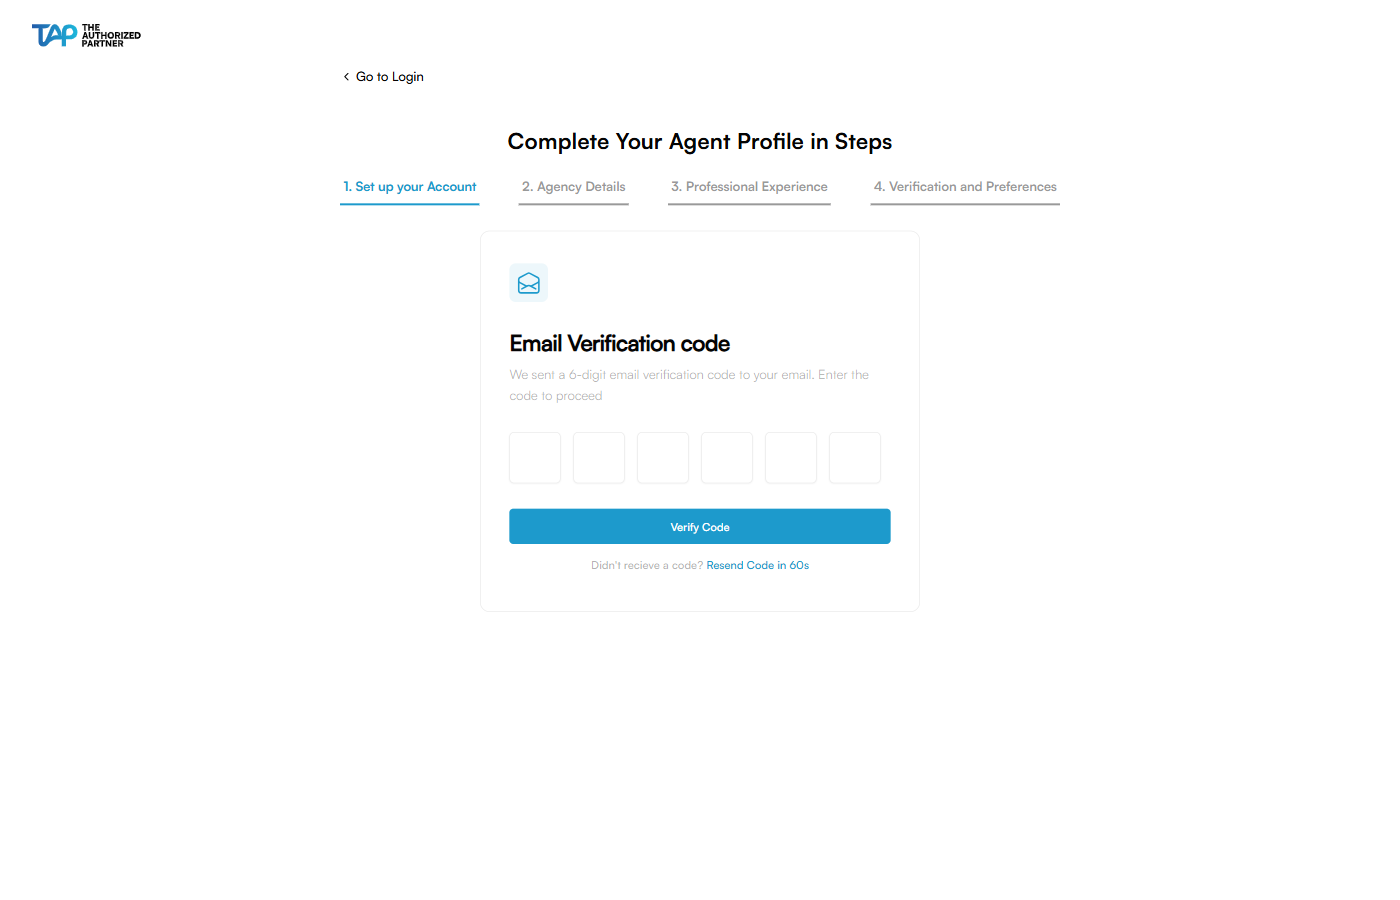 TAP THE
AUTHORIZED
PARTNER
Go to Login
Complete Your Agent Profile in Steps
1. Set up your Account 2. Agency Details 3. Professional Experience 4. Verification and Preferences
Email Verification code
We sent a 6-digit email verification code to your email. Enter the
code to proceed
Verify Code
Didn't recieve a code? Resend Code in 60s